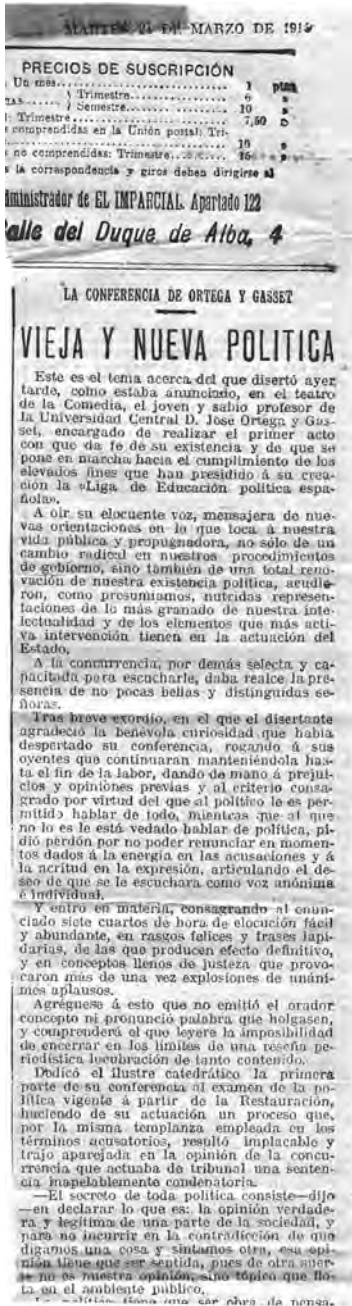 MARTES 24 DE MARZO DE 191
PRECIOS DE SUSCRIPCIÓN
Un mes........................ 1 ptas
Trimestre.................. 6 »
Semestre................... 10 »
Trimestre.................. 7,50 »
comprendidas en la Unión postal: Tri-
10 »
no comprendidas: Trimestre.......
la correspondencia y giros deben dirigirse al
administrador de EL IMPARCIAL. Apartado 122
alle del Duque de Alba, 4
LA CONFERENCIA DE ORTEGA Y GASSET
VIEJA Y NUEVA POLITICA
Este es el tema acerca del que disertó ayer
tarde, como estaba anunciado, en el teatro
de la Comedia, el joven y sabio profesor de
la Universidad Central D. José Ortega y Gas-
set, encargado de realizar el primer acto
con que da fe de su existencia y de que se
pone en marcha hacia el cumplimiento de los
elevados fines que han presidido á su crea-
ción la «Liga de Educación política espa-
ñola».
A oir su elocuente voz, mensajera de nue-
vas orientaciones en lo que toca á nuestra
vida pública y propugnadora, no sólo de un
cambio radical en nuestros procedimientos
de gobierno, sino también de una total reno-
vación de nuestra existencia política, acudie-
ron, como presumíamos, nutridas represen-
taciones de lo más granado de nuestra inte-
lectualidad y de los elementos que más acti-
va intervención tienen en la actuación del
Estado.
A la concurrencia, por demás selecta y ca-
pacitada para escucharle, daba realce la pre-
sencia de no pocas bellas y distinguidas se-
ñoras.
Tras breve exordio, en el que el disertante
agradeció la benévola curiosidad que había
despertado su conferencia, rogando á sus
oyentes que continuaran manteniéndola has-
ta el fin de la labor, dando de mano á prejui-
cios y opiniones previas y al criterio consa-
grado por virtud del que al político le es per-
mitido hablar de todo, mientras que al que
no lo es le está vedado hablar de política, pi-
dió perdón por no poder renunciar en momen-
tos dados á la energía en las acusaciones y á
la acritud en la expresión, articulando el de-
seo de que se le escuchara como voz anónima
é individual.
Y entró en materia, consagrando al enun-
ciado siete cuartos de hora de elocución fácil
y abundante, en rasgos felices y frases lapi-
darias, de las que producen efecto definitivo,
y en conceptos llenos de justeza que provo-
caron más de una vez explosiones de unáni-
mes aplausos.
Agréguese á esto que no emitió el orador
concepto ni pronunció palabra que holgasen,
y comprenderá el que leyere la imposibilidad
de encerrar en los límites de una reseña pe-
riodística lucubración de tanto contenido.
Dedicó el ilustre catedrático la primera
parte de su conferencia al examen de la po-
lítica vigente á partir de la Restauración,
haciendo de su actuación un proceso que,
por la misma templanza empleada en los
términos acusatorios, resultó implacable y
trajo aparejada en la opinión de la concu-
rrencia que actuaba de tribunal una senten-
cia inapelablemente condenatoria.
—El secreto de toda política consiste—dijo
—en declarar lo que es: la opinión verdade-
ra y legítima de una parte de la sociedad, y
para no incurrir en la contradicción de que
digamos una cosa y sintamos otra, esa opi-
nión tiene que ser sentida, pues de otra suer-
te no es nuestra opinión, sino tópico que flo-
ta en el ambiente público.